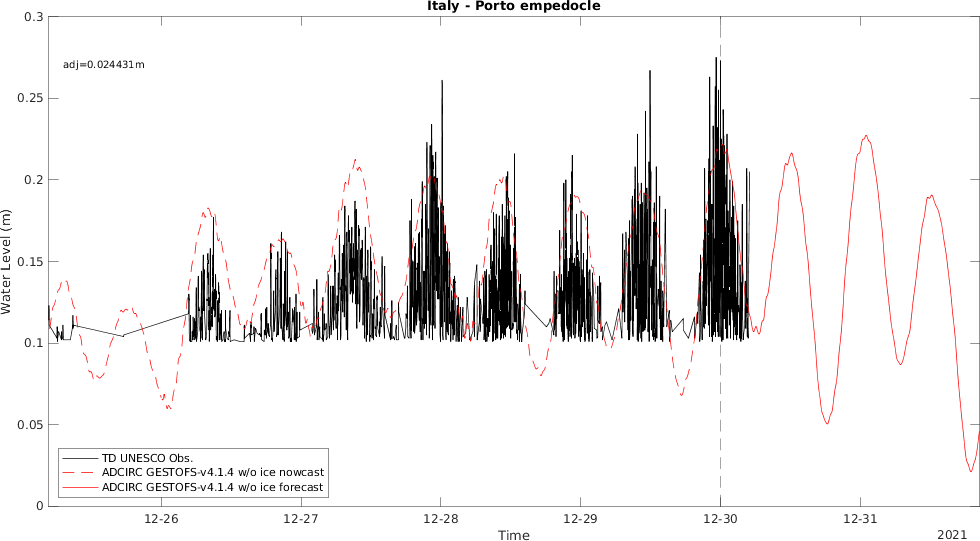 Italy - Porto empedocle
adj=0.024431m
0.3
0.25
0.2
0.15
0.1
0.05
0
Water Level (m)
TD UNESCO Obs.
ADCIRC GESTOFS-v4.1.4 w/o ice nowcast
ADCIRC GESTOFS-v4.1.4 w/o ice forecast
12-26 12-27 12-28 12-29 12-30 12-31
Time
2021